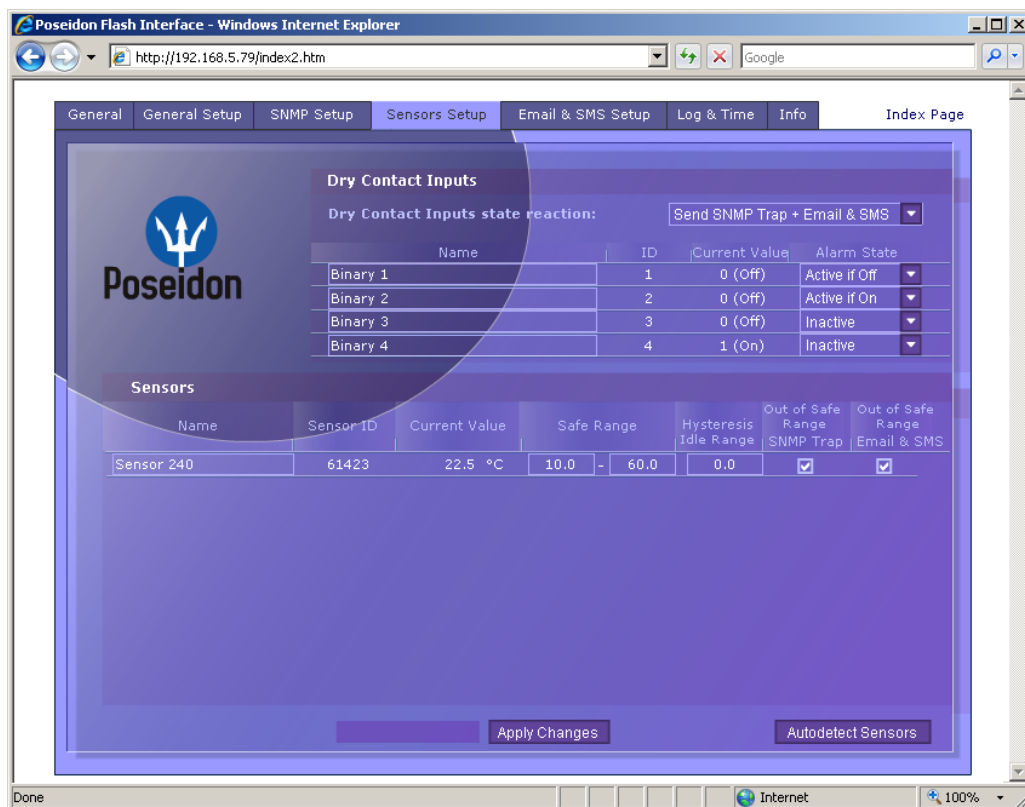 Poseidon Flash Interface - Windows Internet Explorer
http://192.168.5.79/index2.htm
Google
General General Setup SNMP Setup Sensors Setup Email & SMS Setup Log & Time Info Index Page
Poseidon
Dry Contact Inputs
Dry Contact Inputs state reaction: Send SNMP Trap + Email & SMS
Name ID Current Value Alarm State
Binary 1 1 0 (Off) Active if Off
Binary 2 2 0 (Off) Active if On
Binary 3 3 0 (Off) Inactive
Binary 4 4 1 (On) Inactive
Sensors
Name Sensor ID Current Value Safe Range Hysteresis Idle Range Out of Safe Range SNMP Trap Out of Safe Range Email & SMS
Sensor 240 61423 22.5 °C 10.0 - 60.0 0.0
Apply Changes Autodetect Sensors
Done Internet 100%